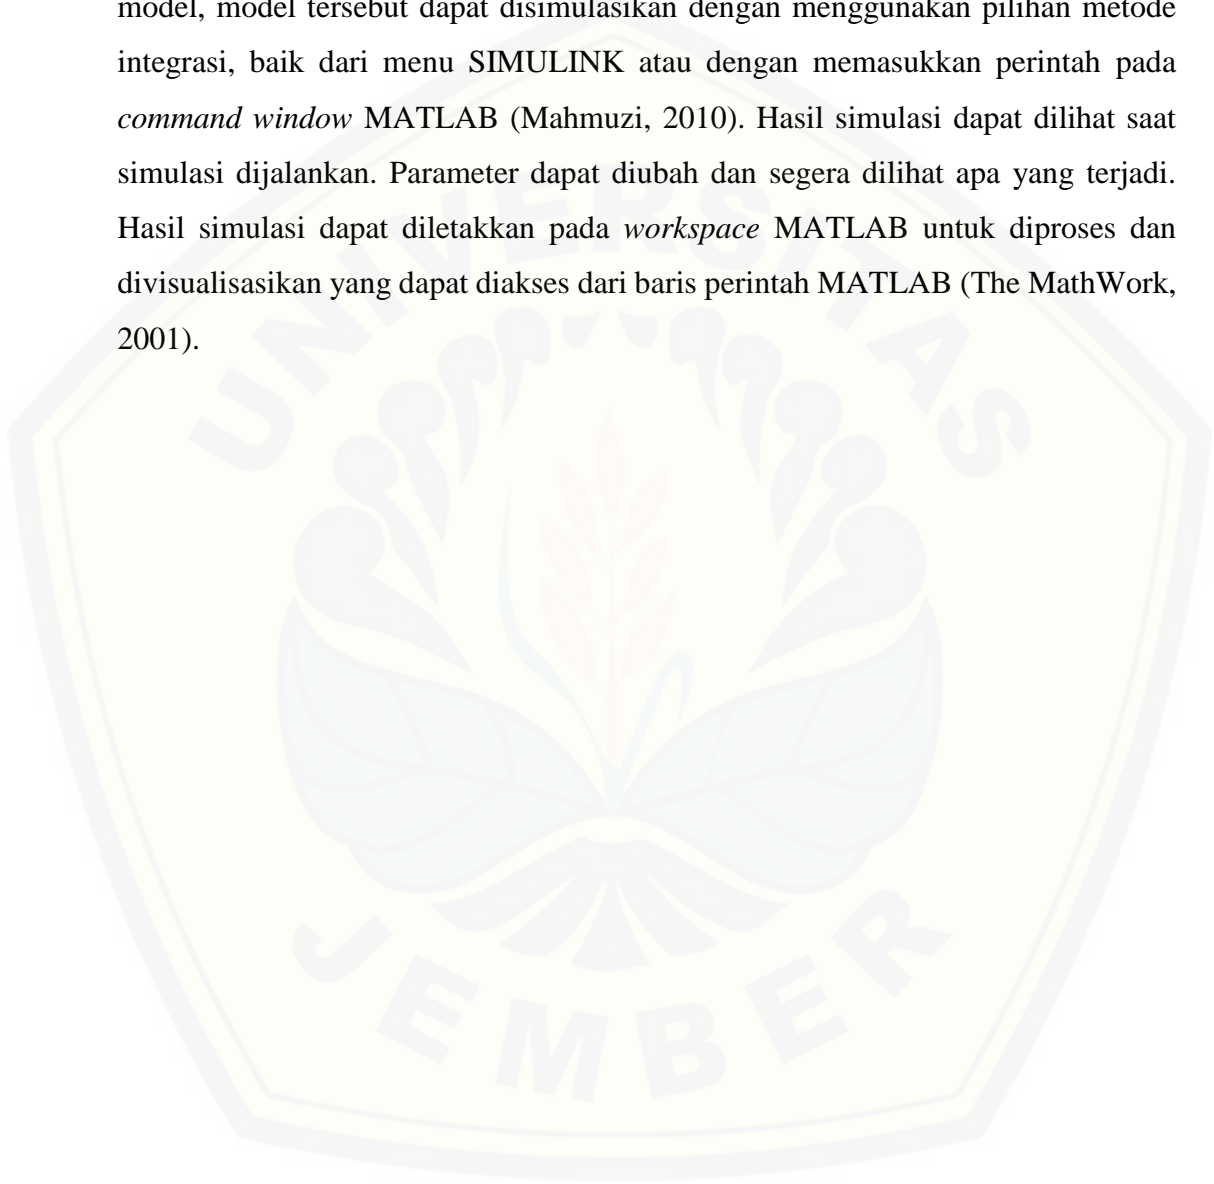 model, model tersebut dapat disimulasikan dengan menggunakan pilihan metode
integrasi, baik dari menu SIMULINK atau dengan memasukkan perintah pada
command window MATLAB (Mahmuzi, 2010). Hasil simulasi dapat dilihat saat
simulasi dijalankan. Parameter dapat diubah dan segera dilihat apa yang terjadi.
Hasil simulasi dapat diletakkan pada workspace MATLAB untuk diproses dan
divisualisasikan yang dapat diakses dari baris perintah MATLAB (The MathWork,
2001).
UNIVERSITAS
JEMBER